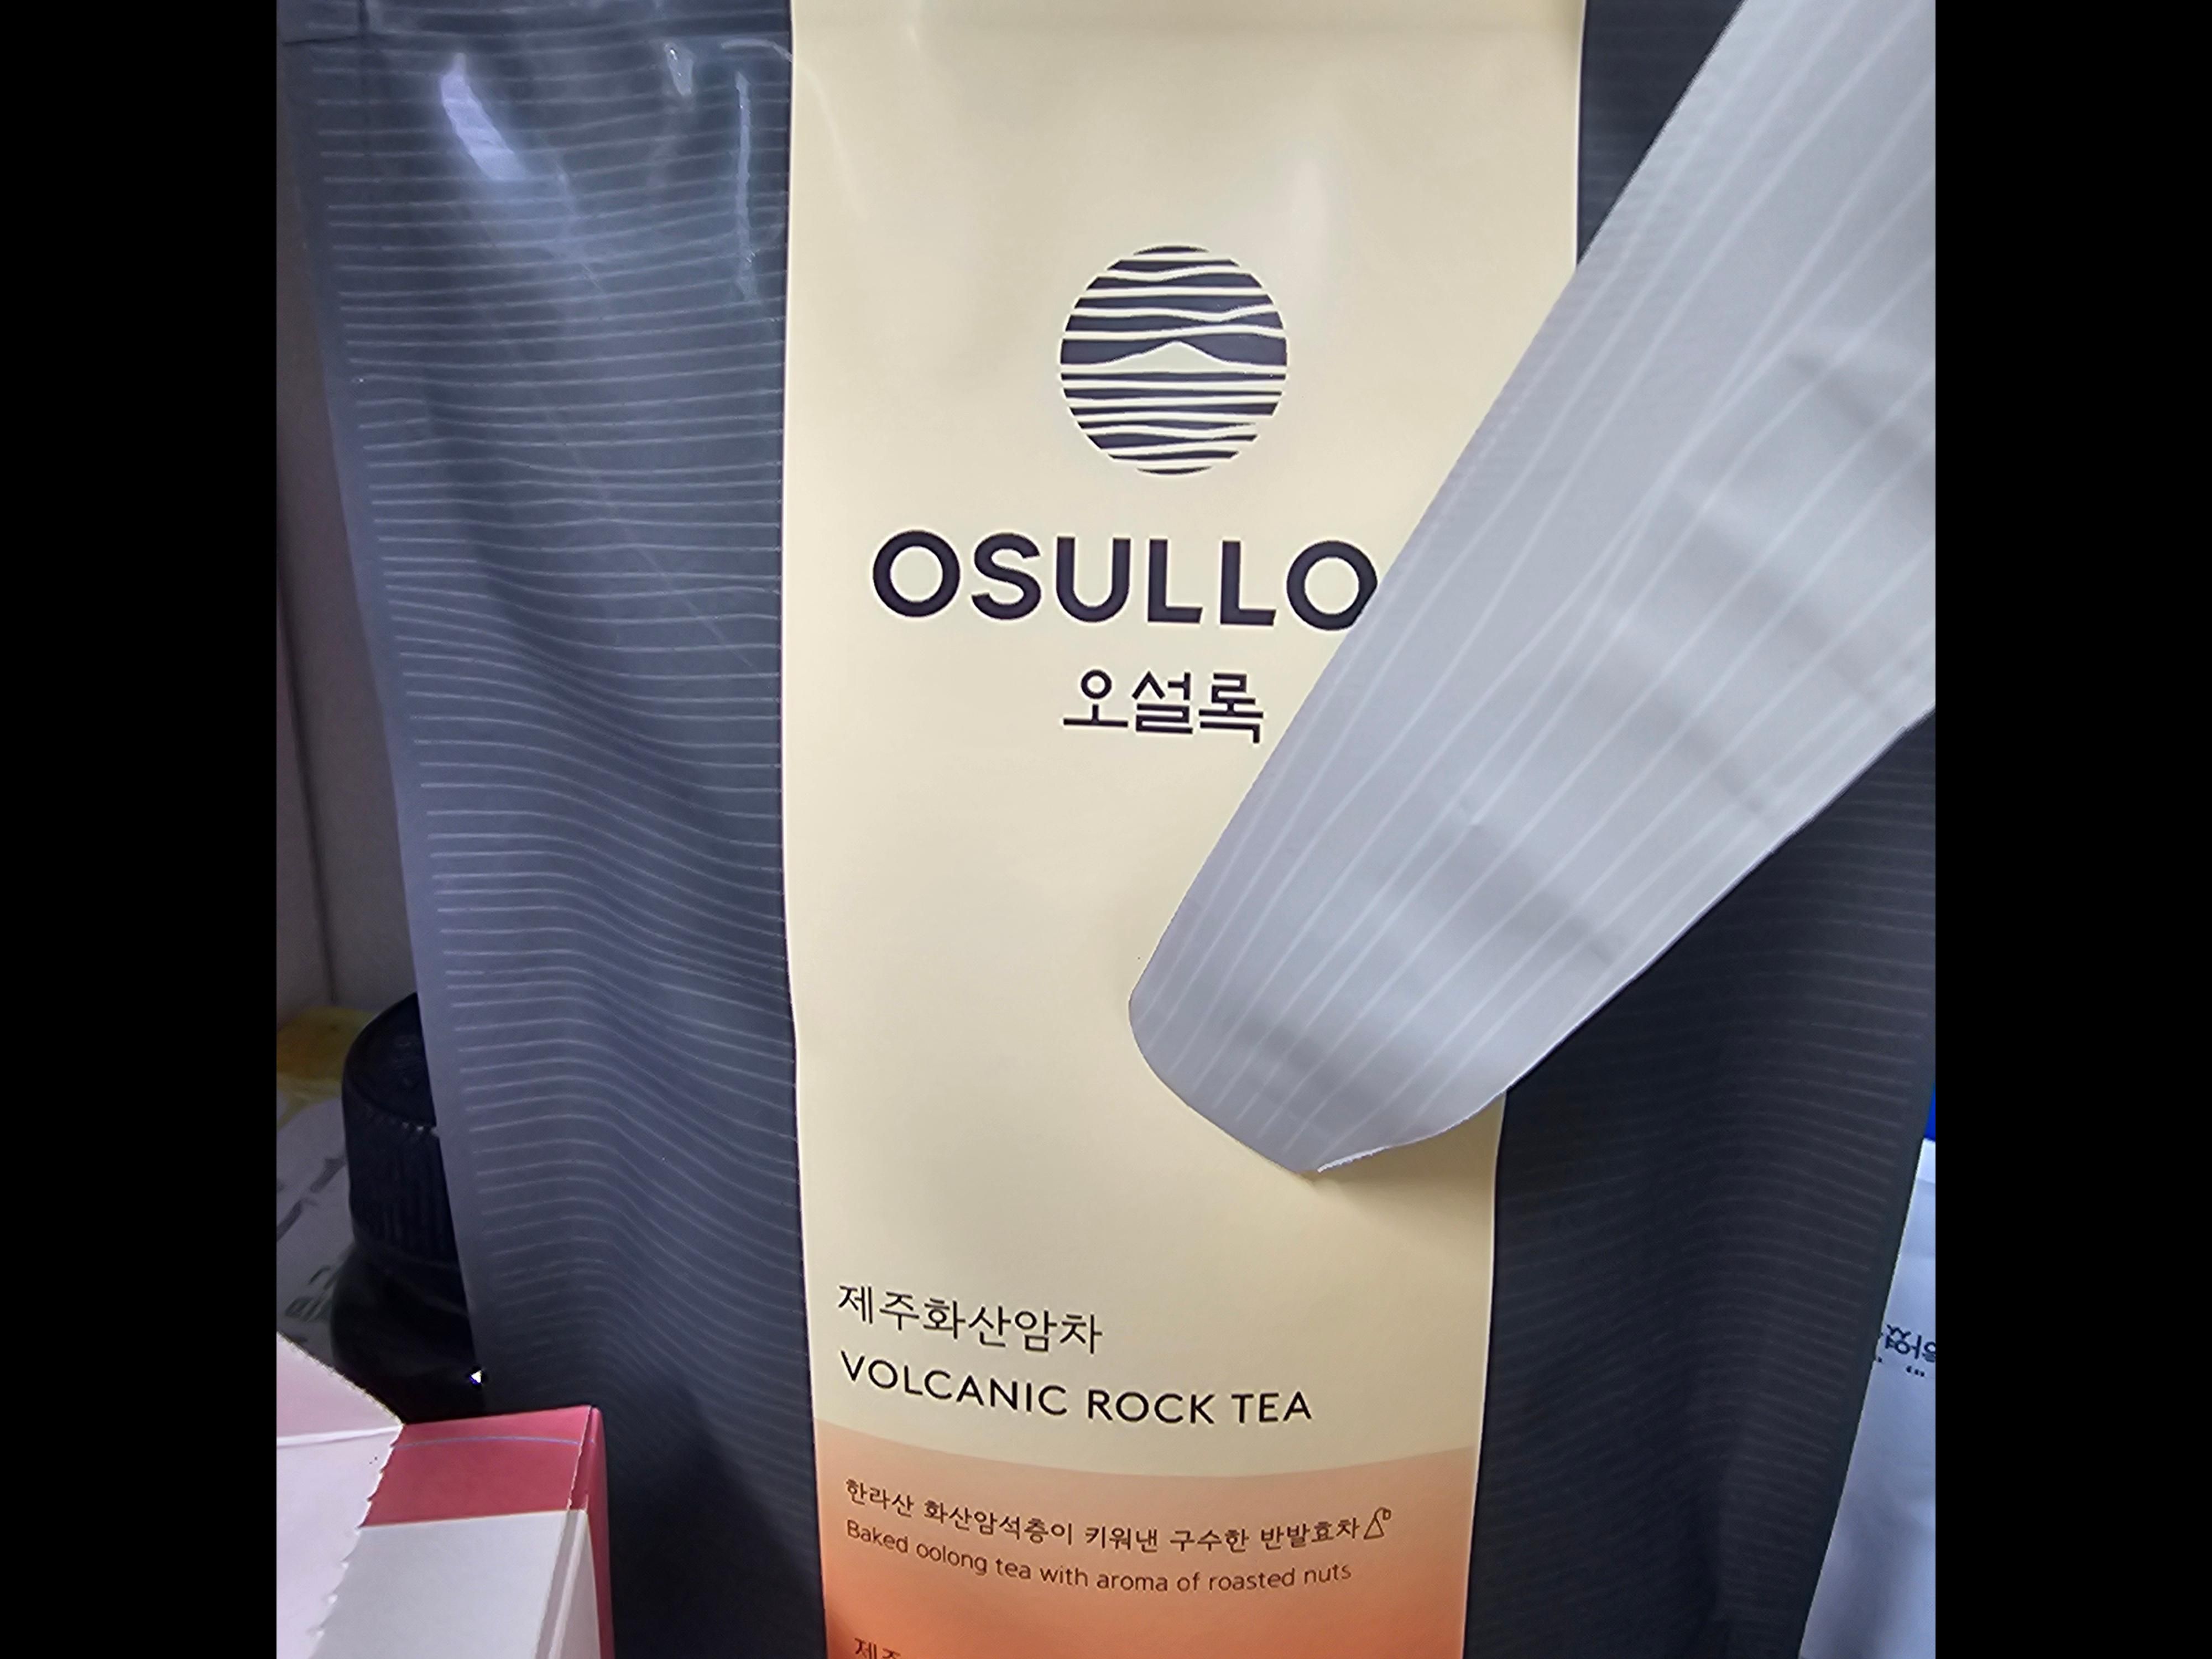 OSULLO
오설록
제주화산암차
VOLCANIC ROCK TEA
한라산 화산암석층이 키워낸 구수한 반발효차
Baked oolong tea with aroma of roasted nuts